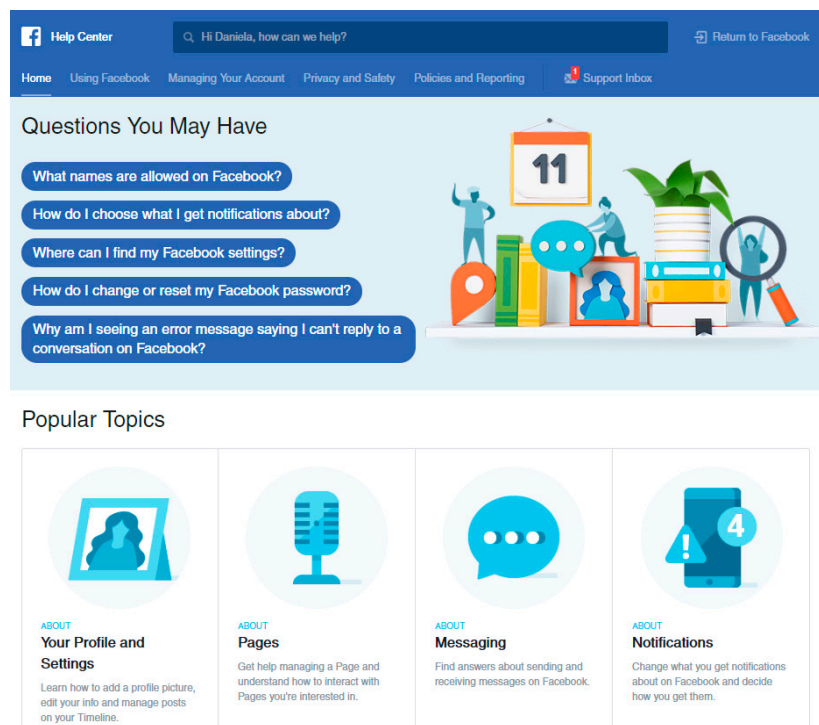 Help Center
Hi Daniela, how can we help?
Return to Facebook
Home
Using Facebook
Managing Your Account
Privacy and Safety
Policies and Reporting
1
Support Inbox
Questions You May Have
What names are allowed on Facebook?
How do I choose what I get notifications about?
Where can I find my Facebook settings?
How do I change or reset my Facebook password?
Why am I seeing an error message saying I can't reply to a
conversation on Facebook?
11
Popular Topics
ABOUT
Your Profile and
Settings
Learn how to add a profile picture,
edit your info and manage posts
on your Timeline.
ABOUT
Pages
Get help managing a Page and
understand how to interact with
Pages you're interested in.
ABOUT
Messaging
Find answers about sending and
receiving messages on Facebook.
!
4
ABOUT
Notifications
Change what you get notifications
about on Facebook and decide
how you get them.